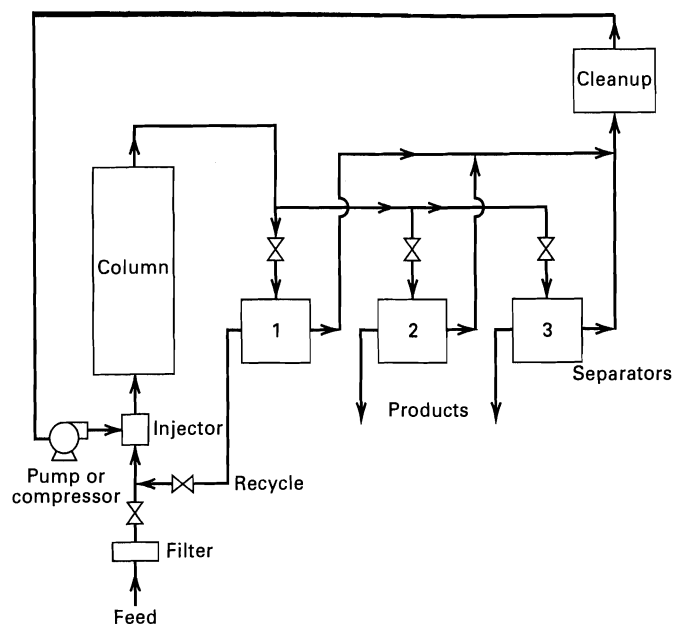 Cleanup
Column
1
2
3
Separators
Products
Injector
Pump or
compressor
Recycle
Filter
Feed